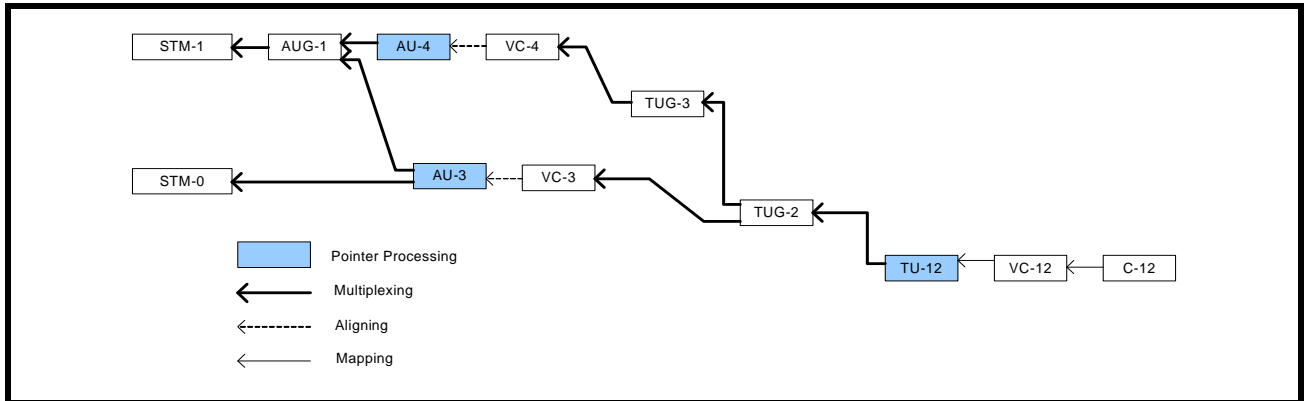 STM-1
AUG-1
AU-4
VC-4
TUG-3
STM-0
AU-3
VC-3
TUG-2
TU-12
VC-12
C-12
Pointer Processing
Multiplexing
Aligning
Mapping